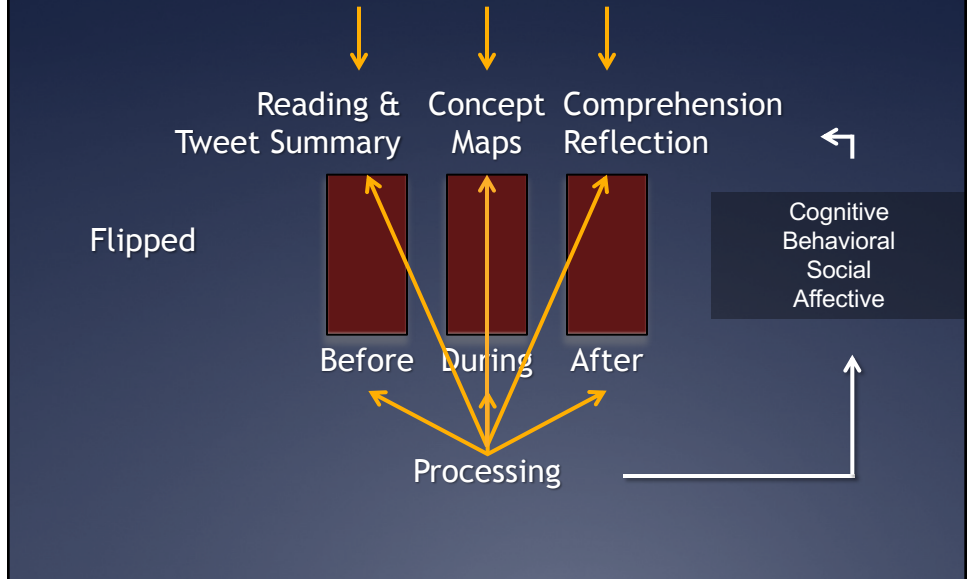 Reading &
Tweet Summary
Concept
Maps
Comprehension
Reflection
Flipped
Cognitive
Behavioral
Social
Affective
Before
During
After
Processing